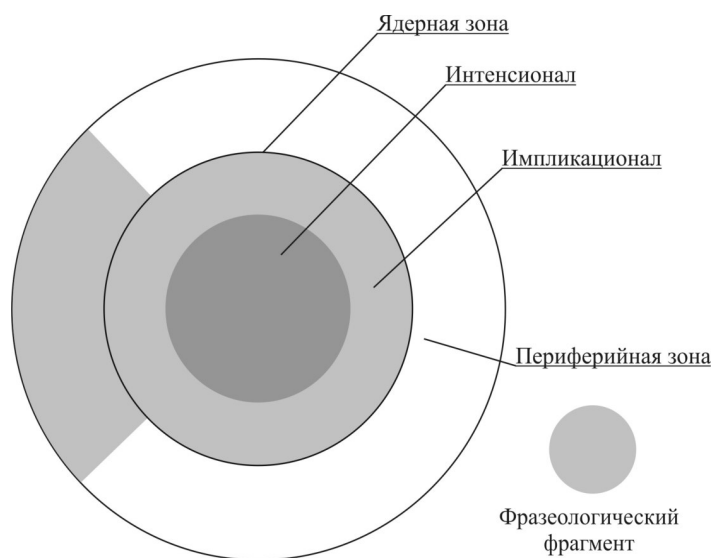 Ядерная зона
Интенсионал
Импликационал
Периферийная зона
Фразеологический
фрагмент